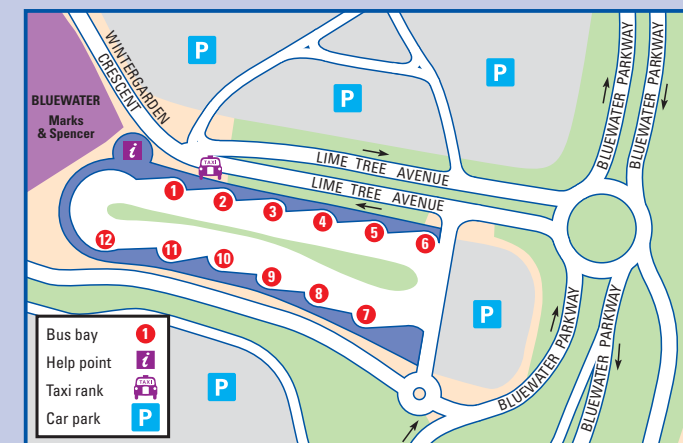 WINTERGARDEN
CRESCENT
P
P
P
BLUEWATER PARKWAY
BLUEWATER PARKWAY
BLUEWATER
Marks
& Spencer
i
TAXI
LIME TREE AVENUE
LIME TREE AVENUE
1
2
3
4
5
6
12
11
10
9
8
7
P
BLUEWATER PARKWAY
BLUEWATER PARKWAY
Bus bay 1
Help point i
Taxi rank TAXI
Car park P
P